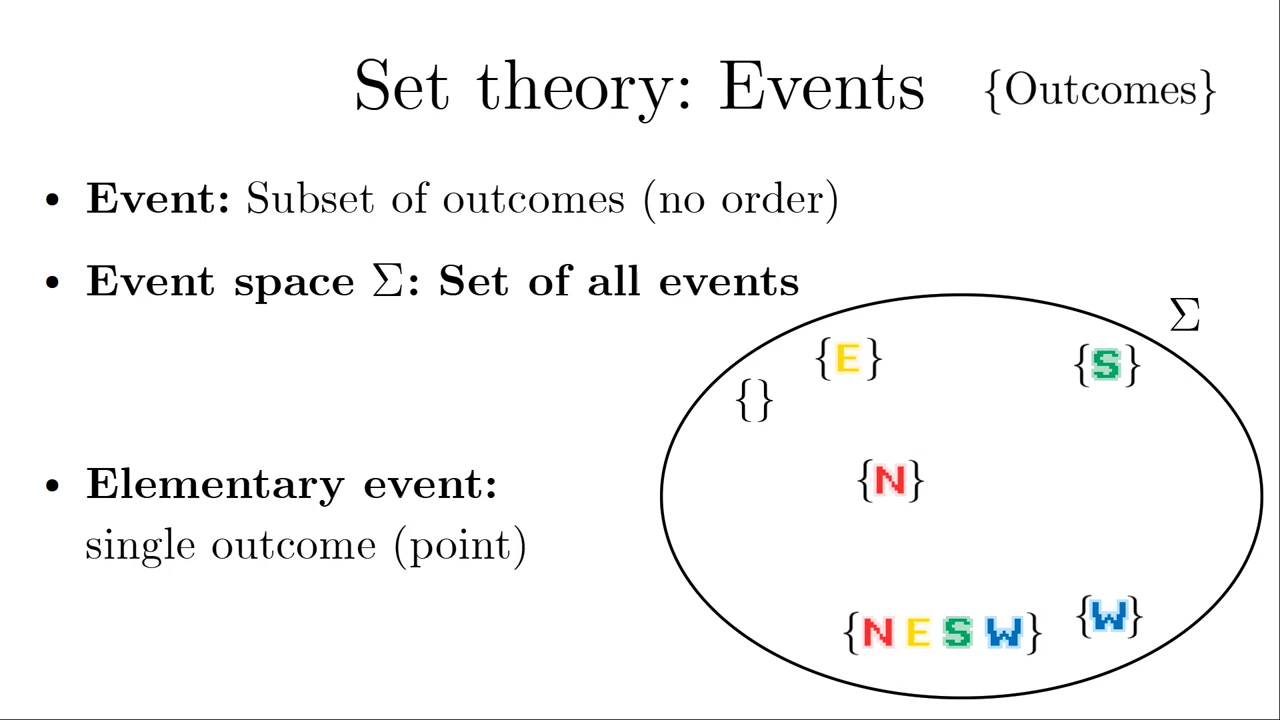 Set theory: Events {Outcomes}
• Event: Subset of outcomes (no order)
• Event space Σ: Set of all events
Σ
{E}
{S}
{}
• Elementary event:
{N}
single outcome (point)
{N E S W}
{W}